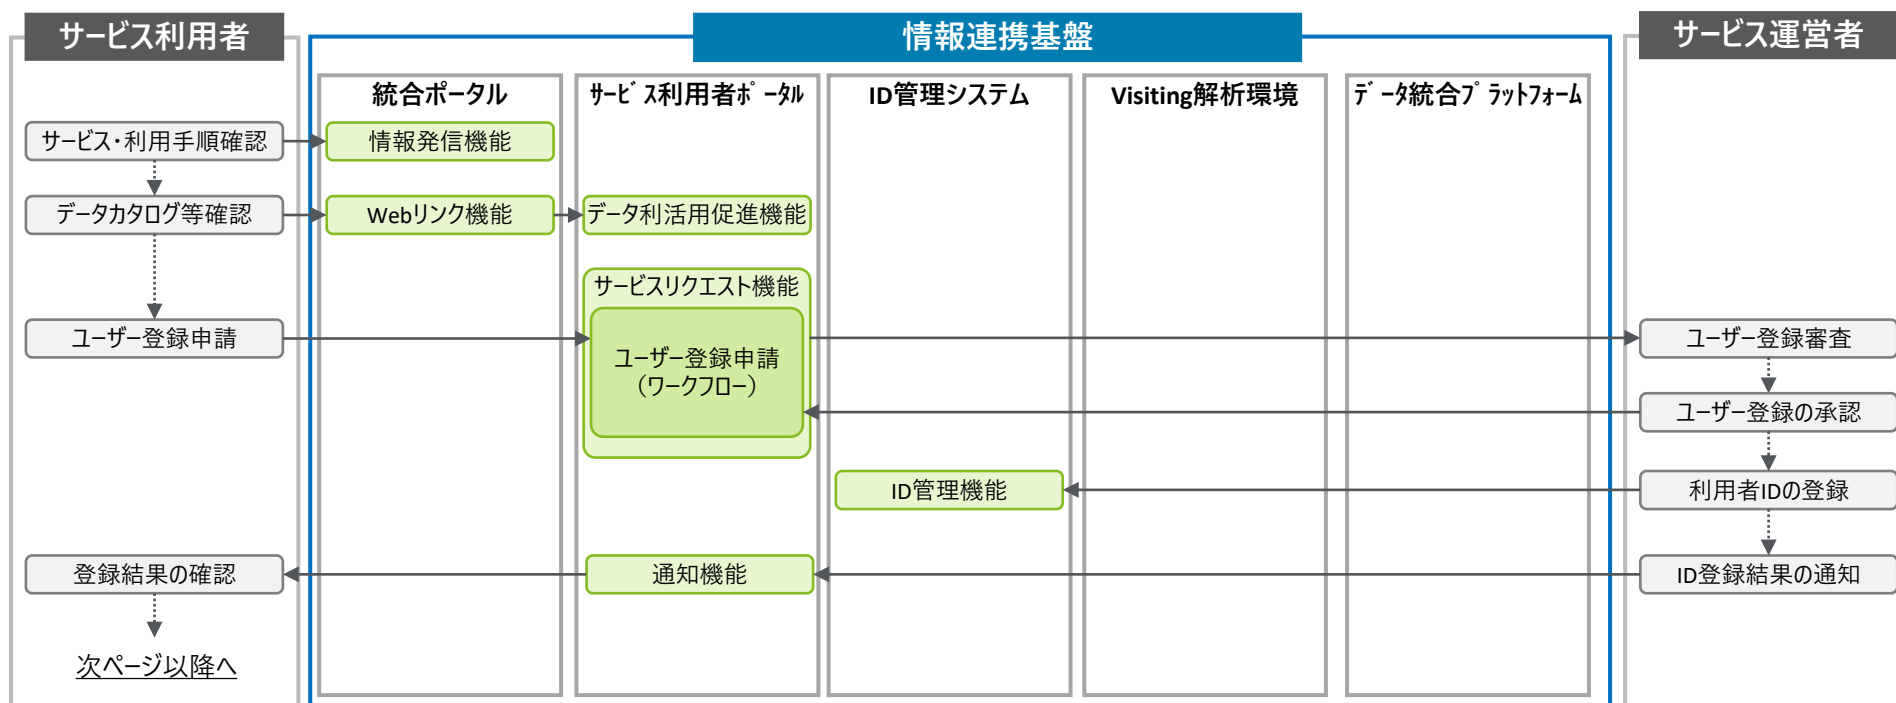 サービス利用者
情報連携基盤
サービス運営者
統合ポータル
サービス利用者ポータル
ID管理システム
Visiting解析環境
データ統合プラットフォーム
サービス・利用手順確認
情報発信機能
データカタログ等確認
Webリンク機能
データ利活用促進機能
サービスリクエスト機能
ユーザー登録申請
ユーザー登録申請
（ワークフロー）
ユーザー登録審査
ユーザー登録の承認
ID管理機能
利用者IDの登録
登録結果の確認
通知機能
ID登録結果の通知
次ページ以降へ